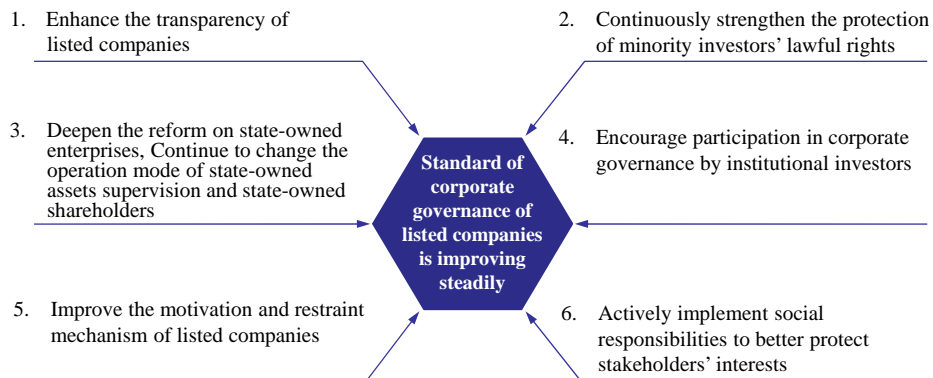 1. Enhance the transparency of
listed companies
2. Continuously strengthen the protection
of minority investors’ lawful rights
3. Deepen the reform on state-owned
enterprises, Continue to change the
operation mode of state-owned
assets supervision and state-owned
shareholders
4. Encourage participation in corporate
governance by institutional investors
Standard of
corporate
governance of
listed companies
is improving
steadily
5. Improve the motivation and restraint
mechanism of listed companies
6. Actively implement social
responsibilities to better protect
stakeholders’ interests